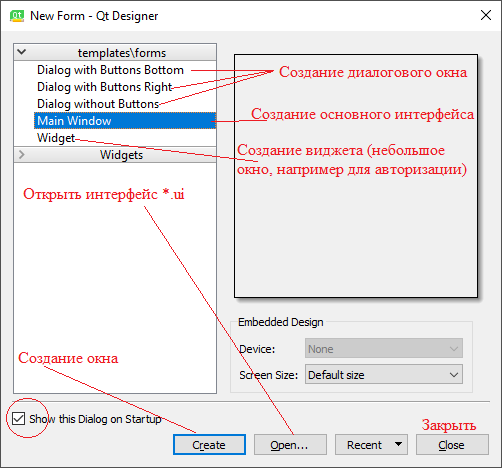 New Form - Qt Designer
templates\forms
Dialog with Buttons Bottom
Dialog with Buttons Right
Dialog without Buttons
Main Window
Widget
Widgets
Создание диалогового окна
Создание основного интерфейса
Создание виджета (небольшое
окно, например для авторизации)
Открыть интерфейс *.ui
Embedded Design
Device: None
Screen Size: Default size
Создание окна
Show this Dialog on Startup
Закрыть
Create Open... Recent Close